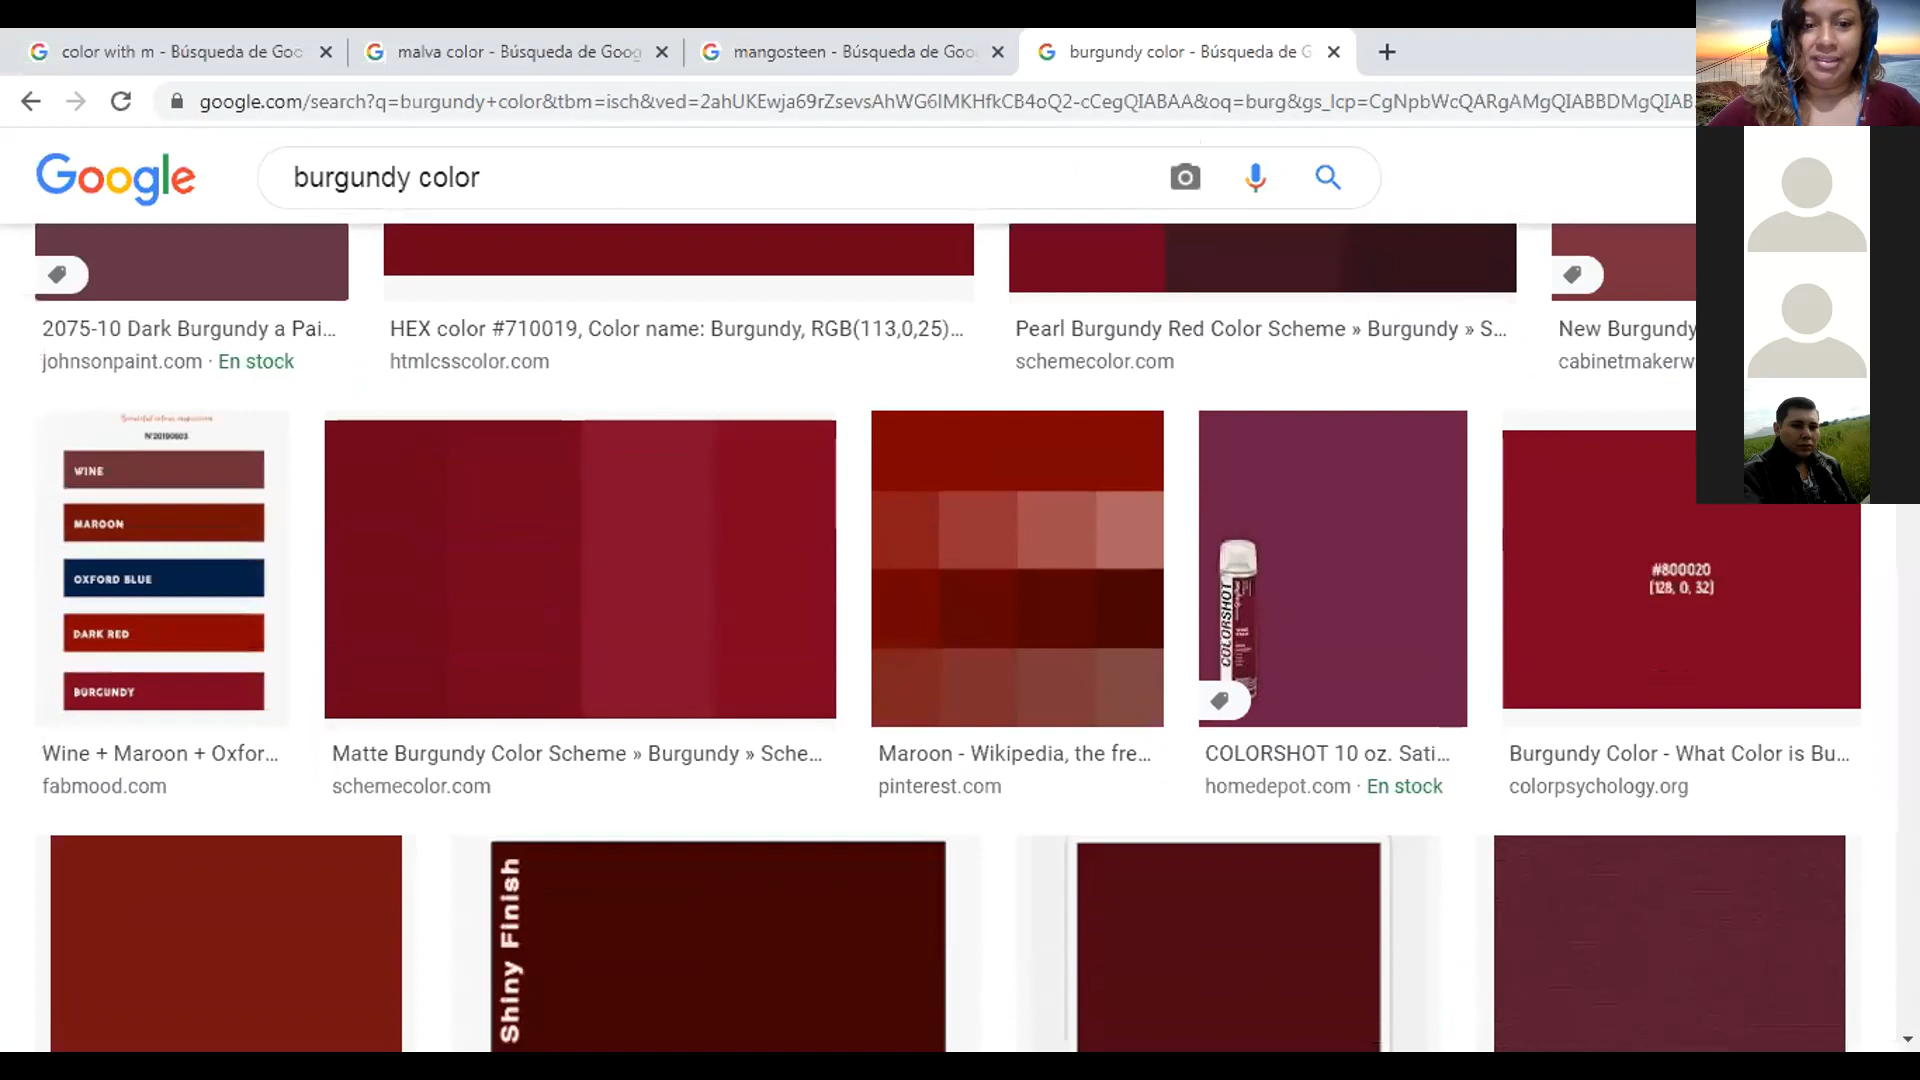 color with m - Búsqueda de Goo
malva color - Búsqueda de Goog
mangosteen - Búsqueda de Goo
burgundy color - Búsqueda de G
google.com/search?q=burgundy+color&tbm=isch&ved=2ahUKEwja69rZsevsAhWG6lMKHfkCB4oQ2-cCegQIABAA&oq=burg&gs_lcp=CgNpbWcQARgAMgQIABBDMgQIAB
Google
burgundy color
2075-10 Dark Burgundy a Pai...
johnsonpaint.com · En stock
HEX color #710019, Color name: Burgundy, RGB(113,0,25)...
htmlcsscolor.com
Pearl Burgundy Red Color Scheme » Burgundy » S...
schemecolor.com
New Burgundy
cabinetmakerw
N°20190603
WINE
MAROON
OXFORD BLUE
DARK RED
BURGUNDY
COLORSHOT
#800020
(128, 0, 32)
Wine + Maroon + Oxfor...
fabmood.com
Matte Burgundy Color Scheme » Burgundy » Sche...
schemecolor.com
Maroon - Wikipedia, the fre...
pinterest.com
COLORSHOT 10 oz. Sati...
homedepot.com · En stock
Burgundy Color - What Color is Bu...
colorpsychology.org
Shiny Finish